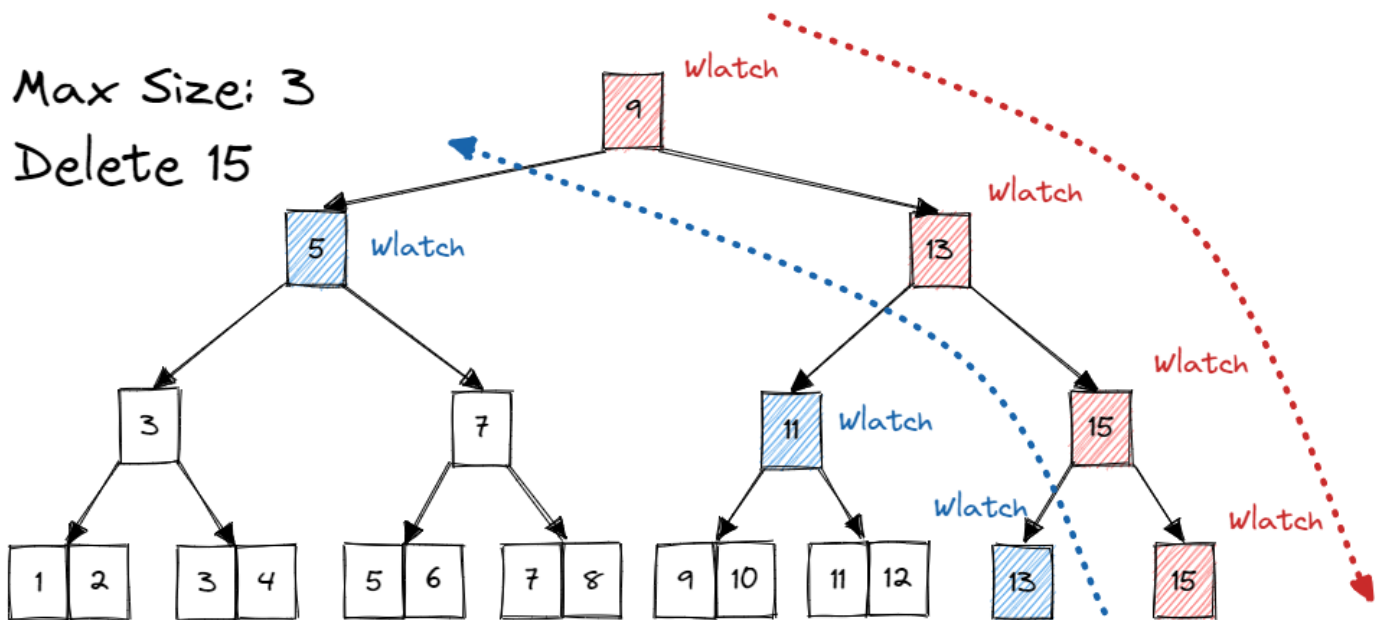 Max Size: 3
Delete 15
9 Wlatch
5 Wlatch 13 Wlatch
3 7 11 Wlatch 15 Wlatch
1 2 3 4 5 6 7 8 9 10 11 12 13 Wlatch 15 Wlatch